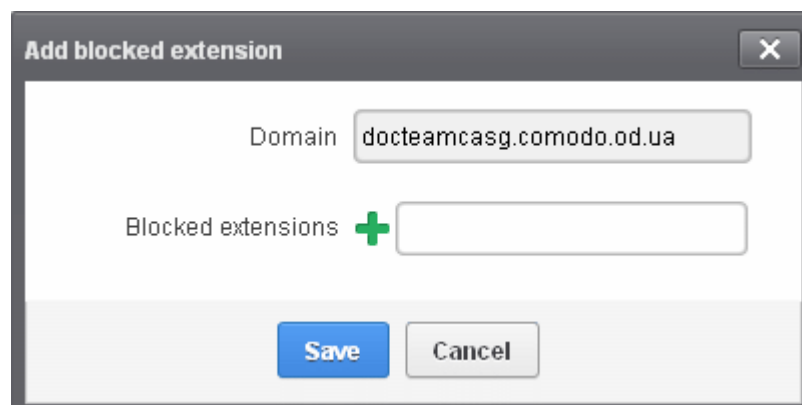 Add blocked extension
Domain docteamcasg.comodo.od.ua
Blocked extensions
Save Cancel